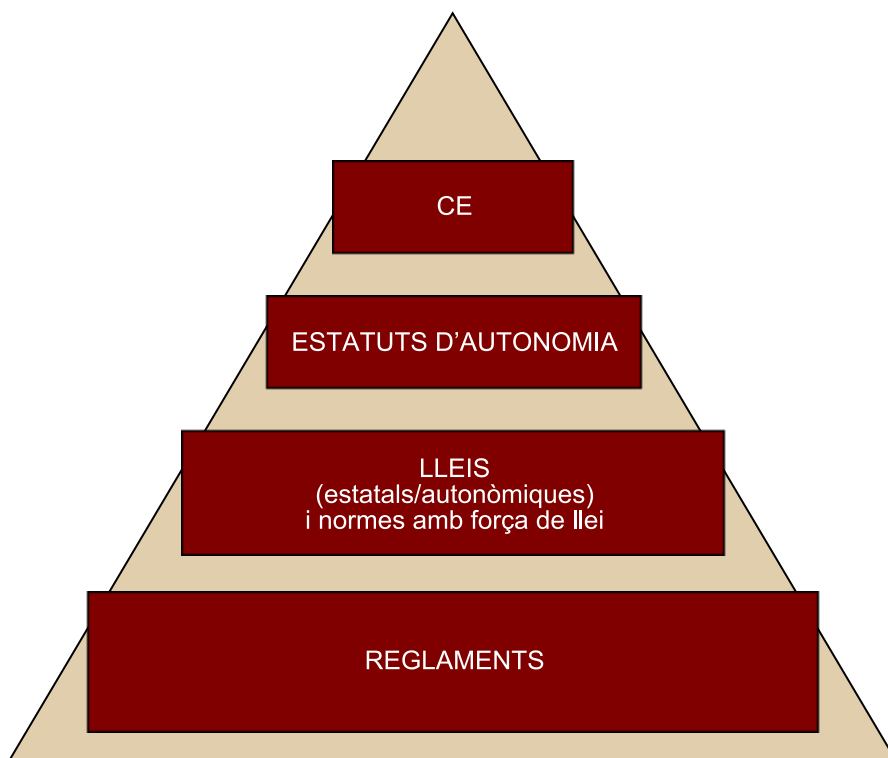 CE
ESTATUTS D’AUTONOMIA
LLEIS
(estatals/autonòmiques)
i normes amb força de llei
REGLAMENTS